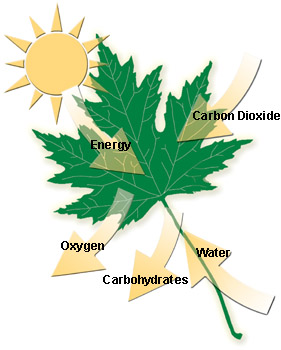 Carbon Dioxide
Energy
Oxygen
Water
Carbohydrates